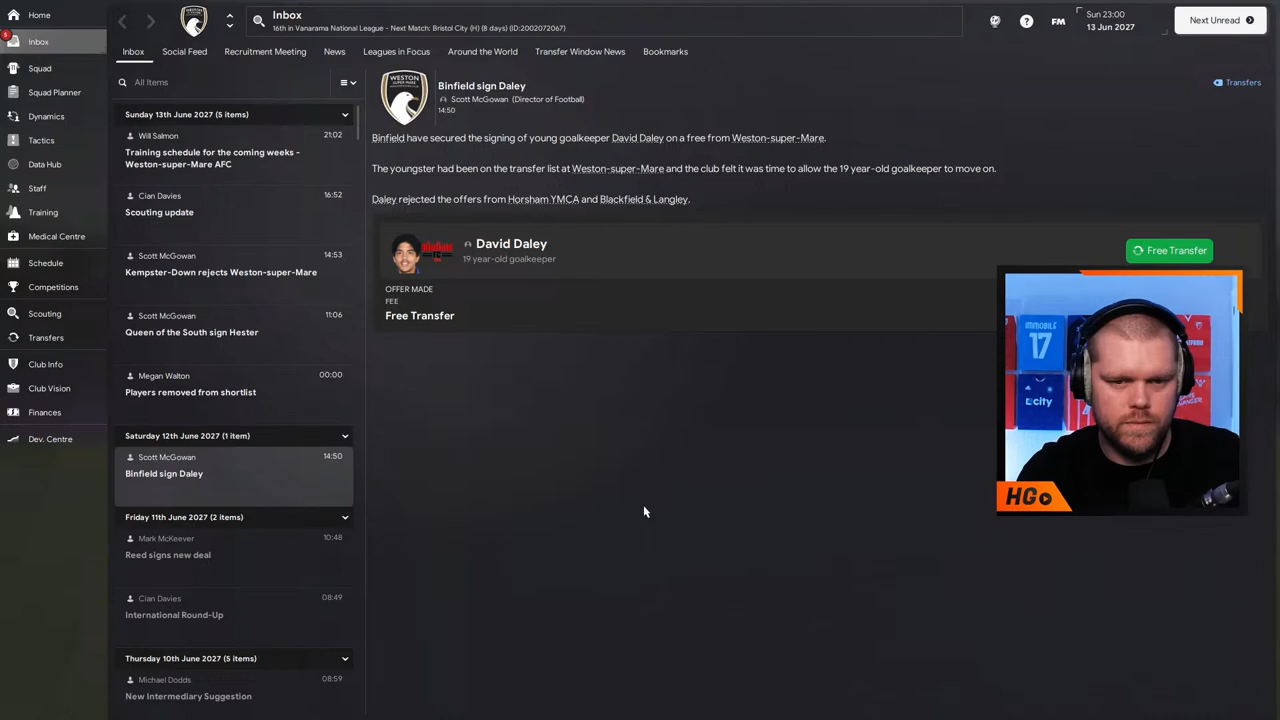 Home
Inbox
5
Squad
Squad Planner
Dynamics
Tactics
Data Hub
Staff
Training
Medical Centre
Schedule
Competitions
Scouting
Transfers
Club Info
Club Vision
Finances
Dev. Centre
Inbox
16th in Vanarama National League - Next Match: Bristol City (H) (8 days) (ID:2002072067)
?
FM
Sun 23:00
13 Jun 2027
Next Unread
Inbox Social Feed Recruitment Meeting News Leagues in Focus Around the World Transfer Window News Bookmarks
All Items
Sunday 13th June 2027 (5 items)
Will Salmon 21:02
Training schedule for the coming weeks -
Weston-super-Mare AFC
Cian Davies 16:52
Scouting update
Scott McGowan 14:53
Kempster-Down rejects Weston-super-Mare
Scott McGowan 11:06
Queen of the South sign Hester
Megan Walton 00:00
Players removed from shortlist
Saturday 12th June 2027 (1 item)
Scott McGowan 14:50
Binfield sign Daley
Friday 11th June 2027 (2 items)
Mark McKeever 10:48
Reed signs new deal
Cian Davies 08:49
International Round-Up
Thursday 10th June 2027 (5 items)
Michael Dodds 08:59
New Intermediary Suggestion
WESTON
SUPER MARE
Binfield sign Daley
Scott McGowan (Director of Football)
14:50
Transfers
Binfield have secured the signing of young goalkeeper David Daley on a free from Weston-super-Mare.
The youngster had been on the transfer list at Weston-super-Mare and the club felt it was time to allow the 19 year-old goalkeeper to move on.
Daley rejected the offers from Horsham YMCA and Blackfield & Langley.
David Daley
19 year-old goalkeeper
Free Transfer
OFFER MADE
FEE
Free Transfer
IMMOBILE
17
city
HG